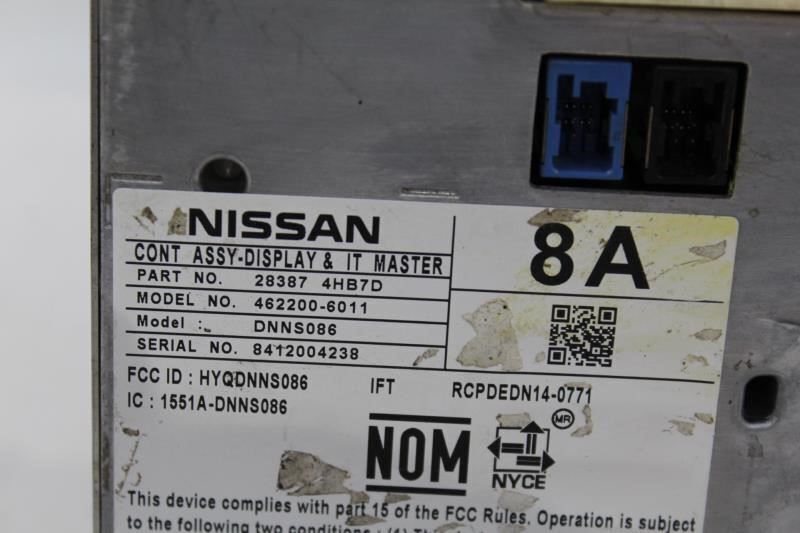 NISSAN
8A
CONT ASSY-DISPLAY & IT MASTER
PART NO. 28387 4HB7D
MODEL NO. 462200-6011
Model : DNNS086
SERIAL NO. 8412004238
FCC ID : HYQDNNS086 IFT RCPDEDN14-0771
IC : 1551A-DNNS086
MR
NOM
NYCE
This device complies with part 15 of the FCC Rules. Operation is subject
to the following two conditions : (1) This